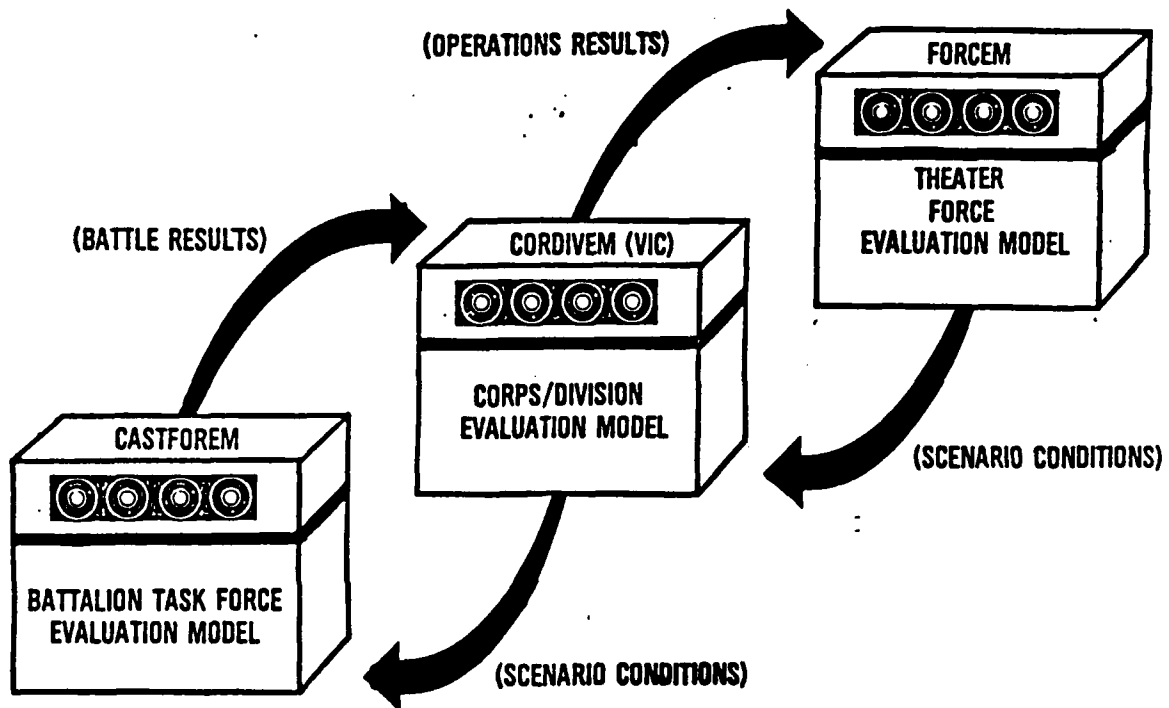 (OPERATIONS RESULTS)
FORCEM
THEATER
FORCE
EVALUATION MODEL
(BATTLE RESULTS)
CORDIVEM (VIC)
CORPS/DIVISION
EVALUATION MODEL
(SCENARIO CONDITIONS)
CASTFOREM
BATTALION TASK FORCE
EVALUATION MODEL
(SCENARIO CONDITIONS)